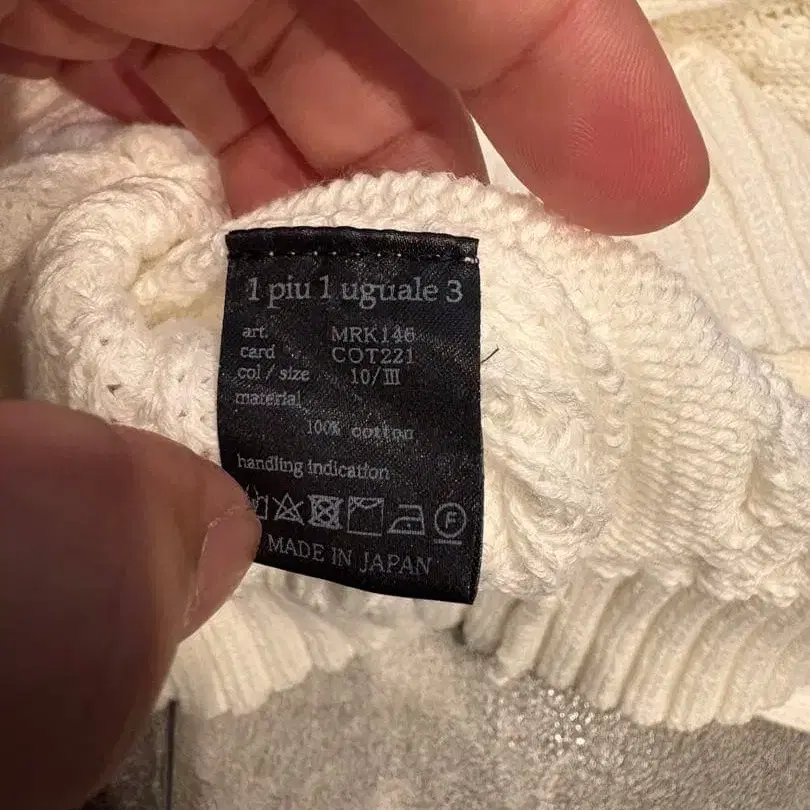 1 piu 1 uguale 3
art. MRK146
card COT221
col / size 10/III
material
100% cotton
handling indication
F
MADE IN JAPAN